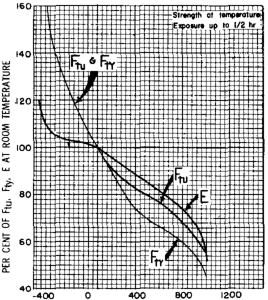 160
Strength at temperature
Exposure up to 1/2 hr
140
FTU & FTY
120
100
80
60
40
FTU
E
FTY
PER CENT OF FTU, FTY, E AT ROOM TEMPERATURE
-400 0 400 800 1200